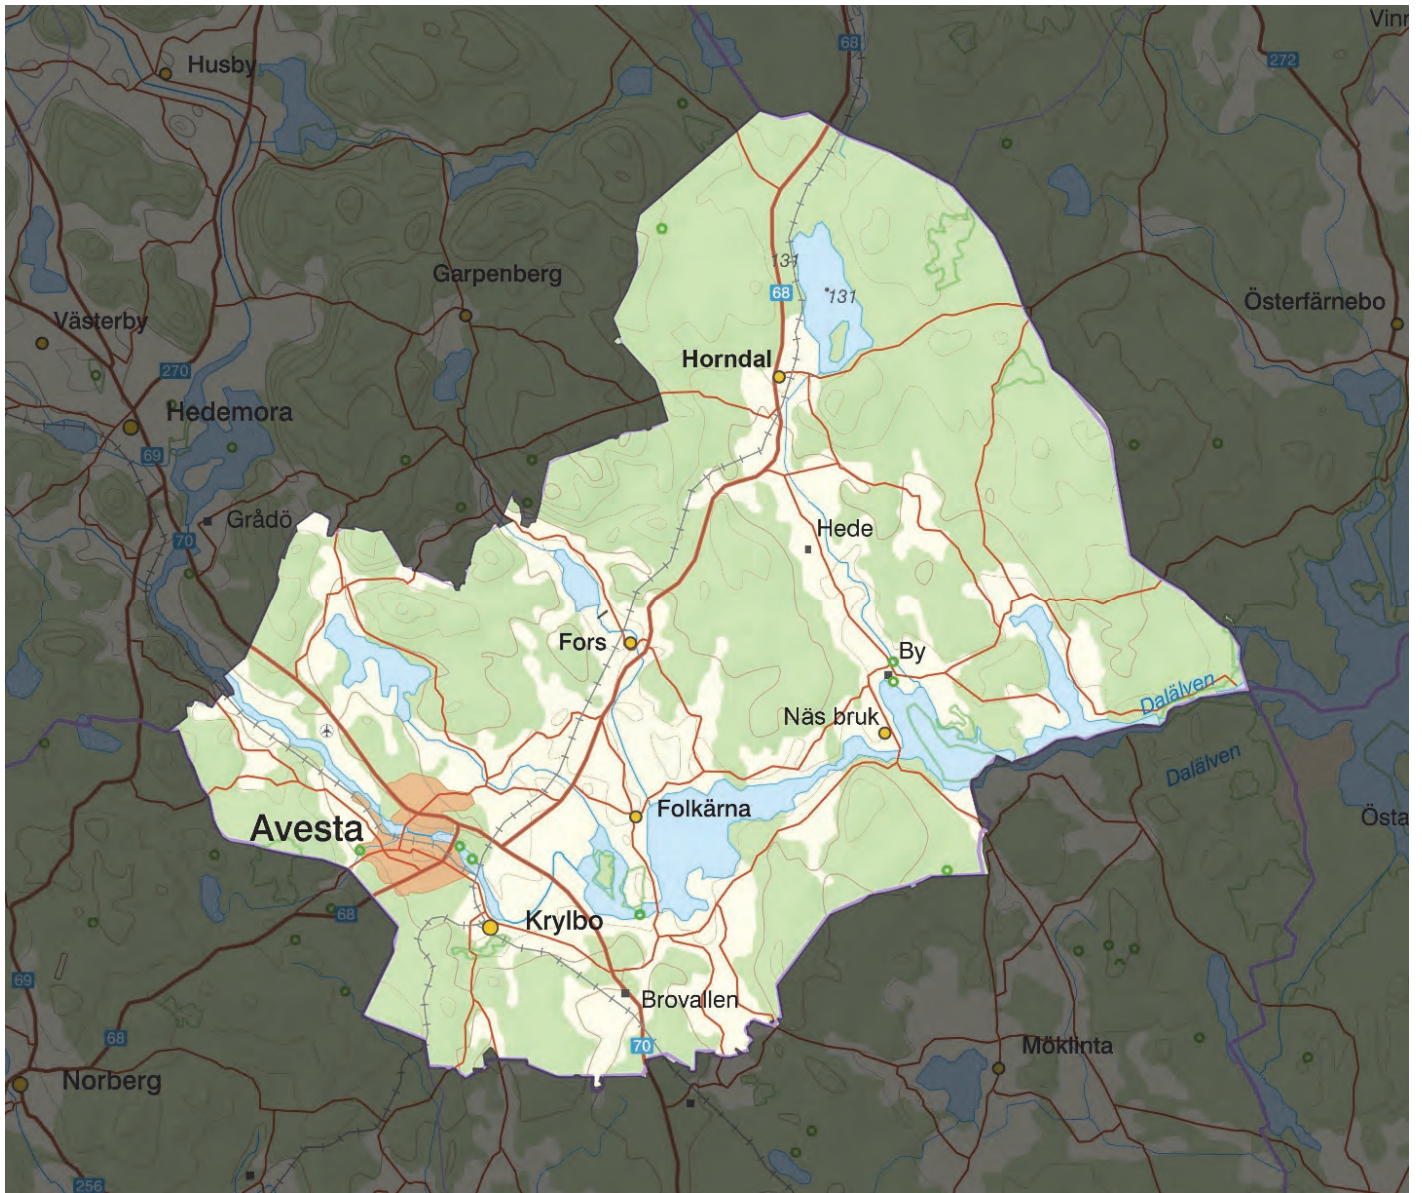 Vinr
68
272
Husby
Garpenberg
131
131
68
Österfärnebo
Västerby
270
Horndal
Hedemora
69
Grådö
70
Hede
Fors
By
Dalälven
Näs bruk
Dalälven
Folkärna
Östa
Avesta
68
Krylbo
69
Brovallen
68
70
Möklinta
Norberg
256